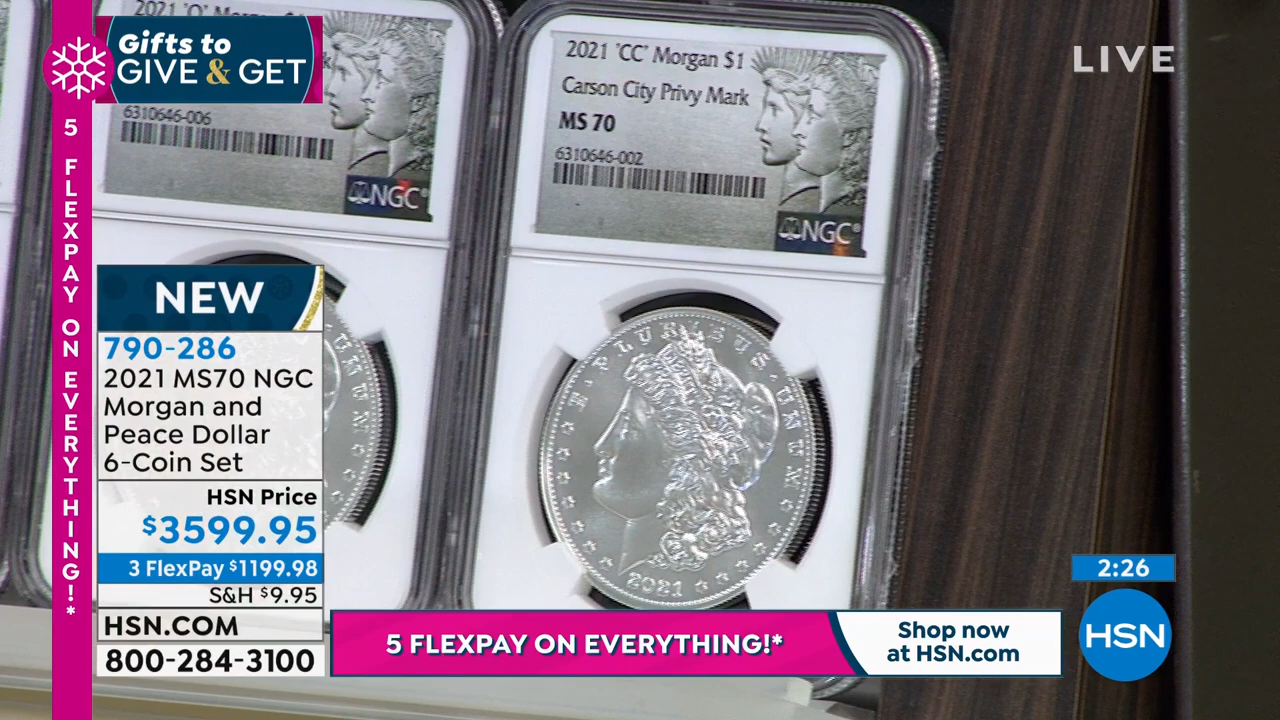 Gifts to
GIVE & GET
LIVE
5 FLEXPAY ON EVERYTHING!*
2021 "O" Morgan $1
6310646-006
NGC
2021 "CC" Morgan $1
Carson City Privy Mark
MS 70
6310646-002
NGC®
E·PLURIBUS·UNUM
2021
UNUM
NEW
790-286
2021 MS70 NGC
Morgan and
Peace Dollar
6-Coin Set
HSN Price
$3599.95
3 FlexPay $1199.98
S&H $9.95
HSN.COM
800-284-3100
5 FLEXPAY ON EVERYTHING!*
Shop now
at HSN.com
2:26
HSN